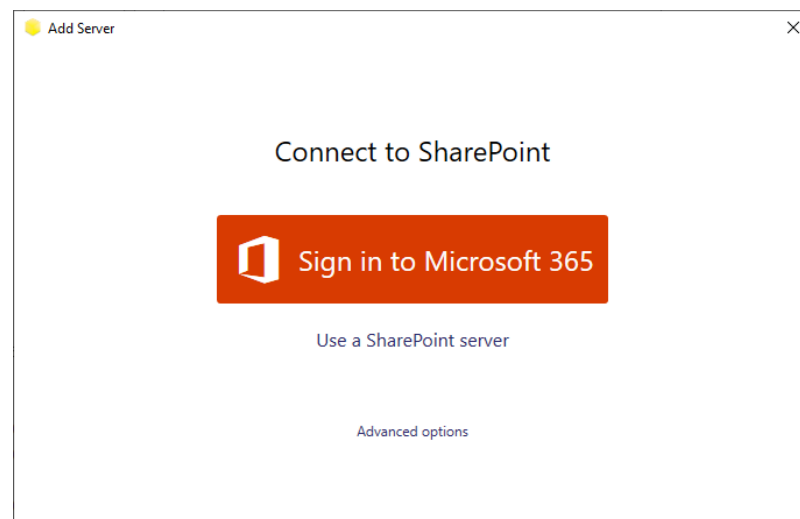 Add Server
Connect to SharePoint
Sign in to Microsoft 365
Use a SharePoint server
Advanced options